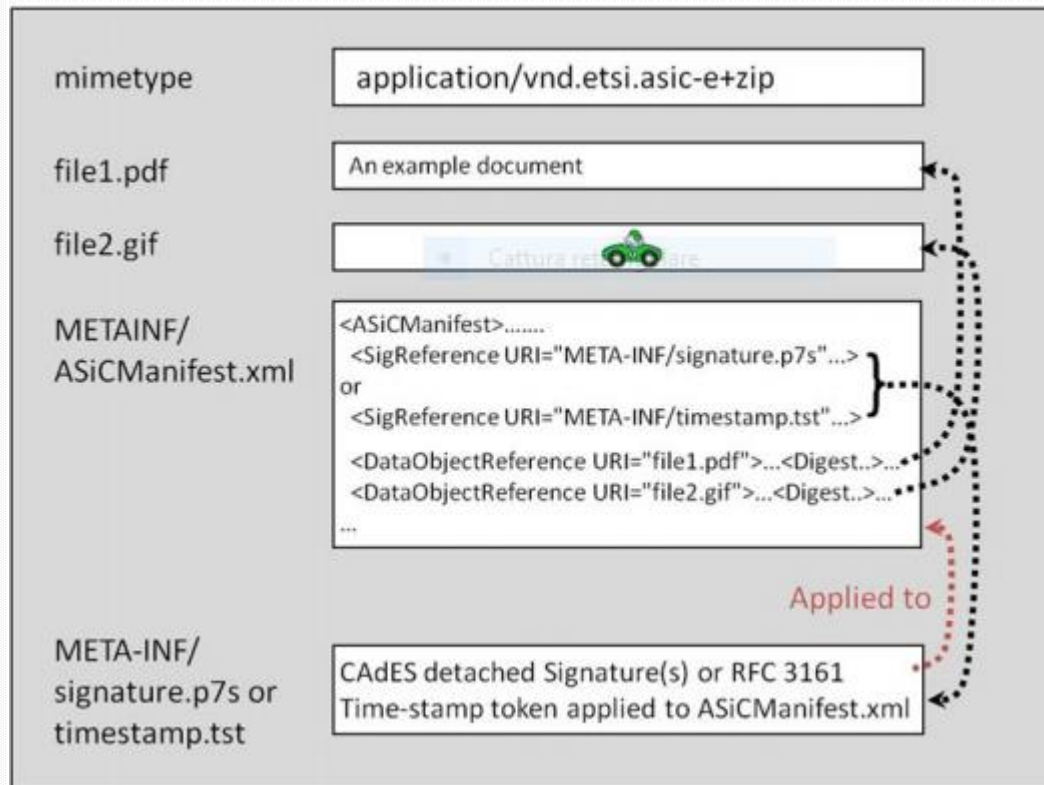 mimetype
application/vnd.etsi.asic-e+zip
file1.pdf
An example document
file2.gif
Cattura
METAINF/
ASiCManifest.xml
<ASiCManifest>.......
<SigReference URI="META-INF/signature.p7s"...>
or
<SigReference URI="META-INF/timestamp.tst"...>
<DataObjectReference URI="file1.pdf">...<Digest..>...
<DataObjectReference URI="file2.gif">...<Digest..>...
...
Applied to
META-INF/
signature.p7s or
timestamp.tst
CAdES detached Signature(s) or RFC 3161
Time-stamp token applied to ASiCManifest.xml